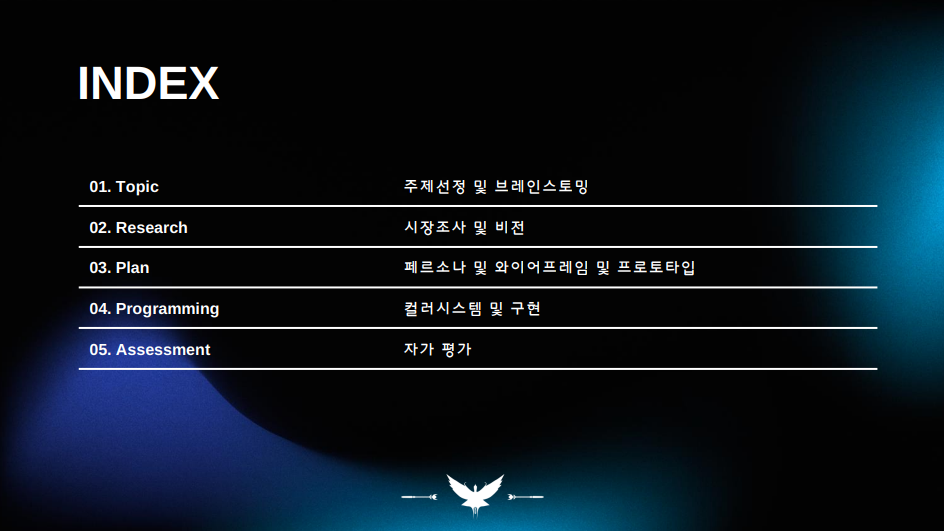 INDEX
01. Topic 주제선정 및 브레인스토밍
02. Research 시장조사 및 비전
03. Plan 페르소나 및 와이어프레임 및 프로토타입
04. Programming 컬러시스템 및 구현
05. Assessment 자가 평가